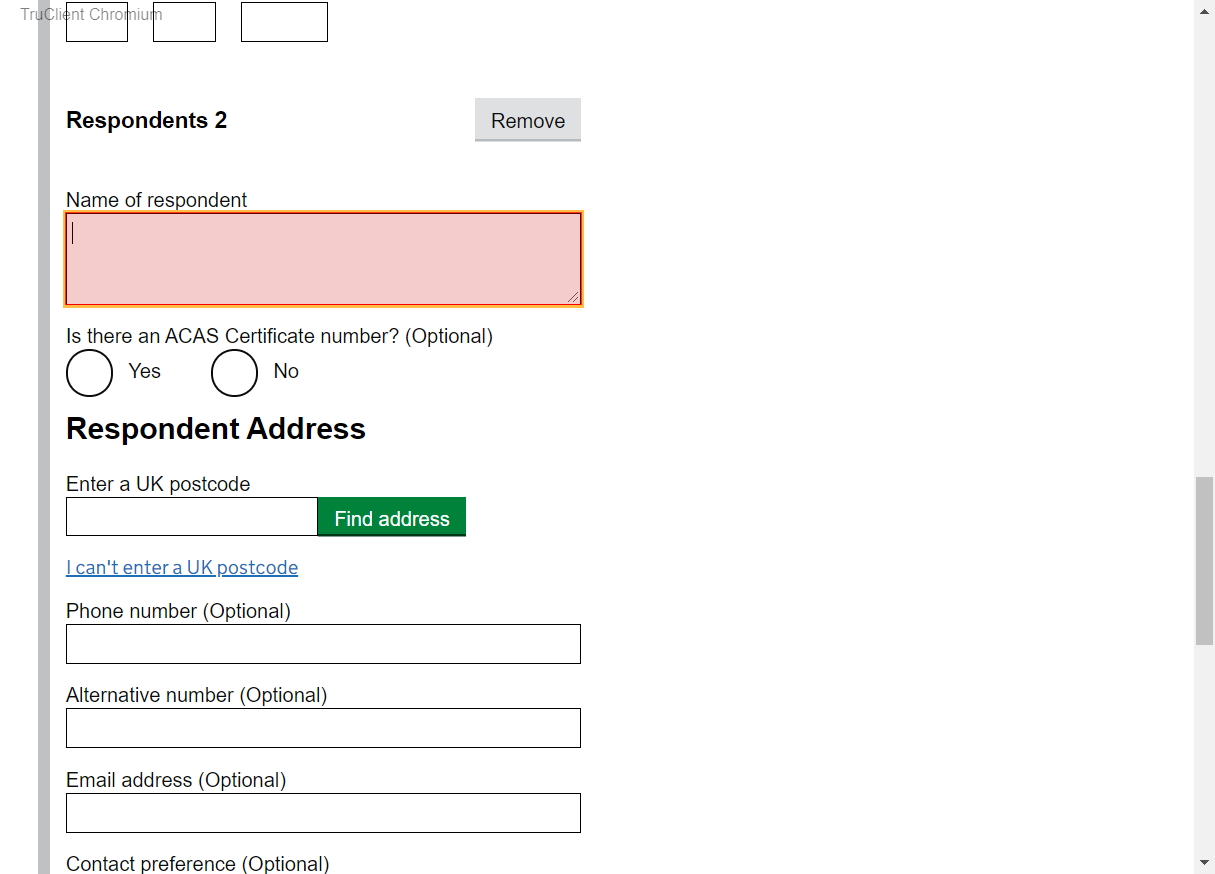 TruClient Chromium
Respondents 2
Remove
Name of respondent
Is there an ACAS Certificate number? (Optional)
Yes
No
Respondent Address
Enter a UK postcode
Find address
I can't enter a UK postcode
Phone number (Optional)
Alternative number (Optional)
Email address (Optional)
Contact preference (Optional)